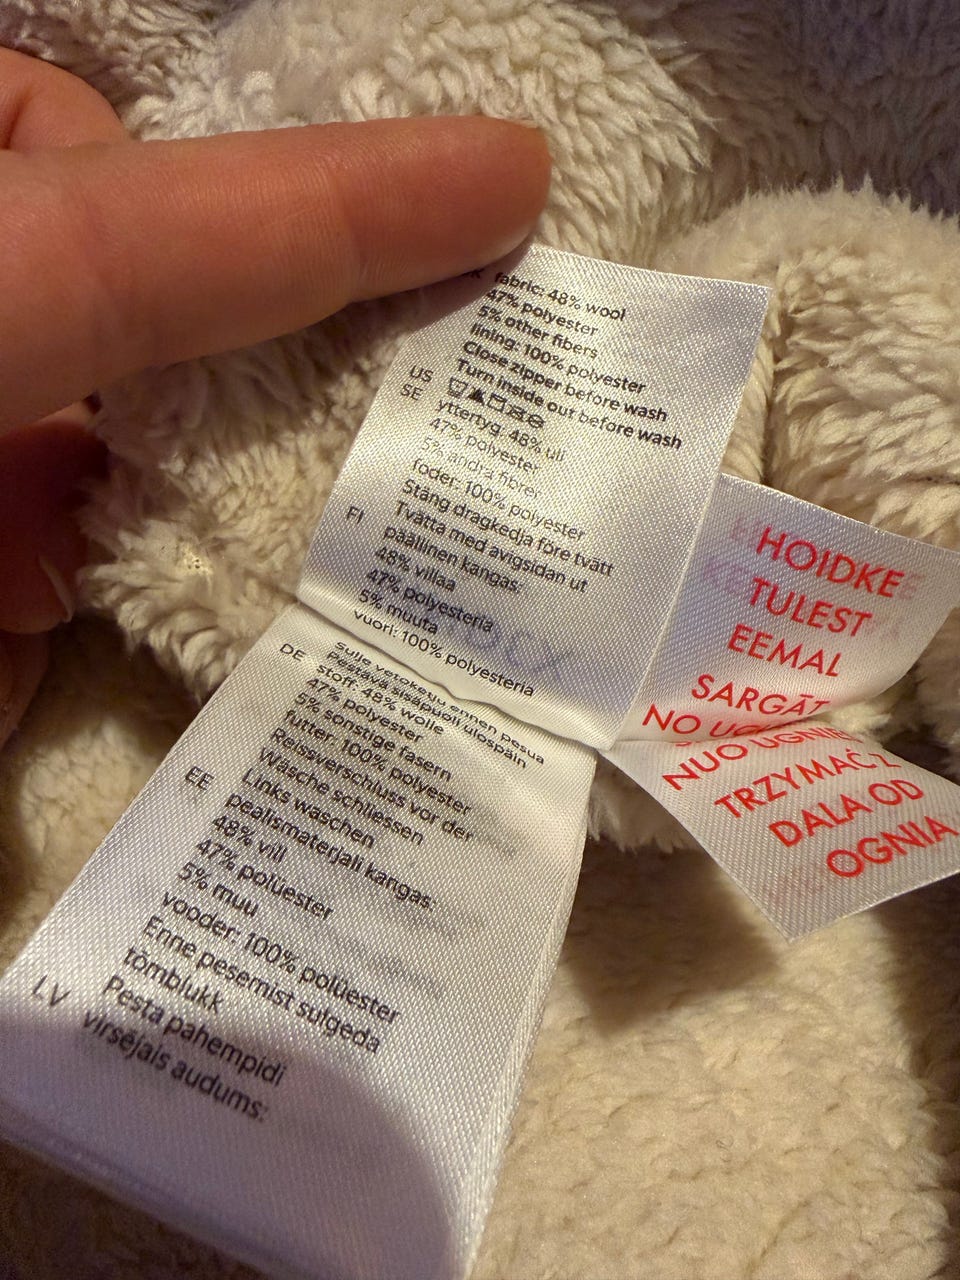 fabric: 48% wool
47% polyester
5% other fibers
lining: 100% polyester
Close zipper before wash
Turn inside out before wash
US
SE yttertyg: 48% ull
47% polyester
5% andra fibrer
foder: 100% polyester
Stäng dragkedja före tvätt
Tvätta med avigsidan ut
FI päällinen kangas:
48% villaa
47% polyesteria
5% muuta
vuori: 100% polyesteria
Sulje vetoketju ennen pesua
Pestävä sisäpuoli ulospäin
DE stoff: 48% wolle
47% polyester
5% sonstige fasern
futter: 100% polyester
Reissverschluss vor der
Wäsche schliessen
Links waschen
EE pealismaterjali kangas:
48% vill
47% polüester
5% muu
vooder: 100% polüester
Enne pesemist sulgeda
tõmblukk
Pesta pahempidi
LV virsējais audums:
HOIDKE
TULEST
EEMAL
SARGĀT
NO
NUO UGNIES
TRZYMAĆ Z
DALA OD
OGNIA